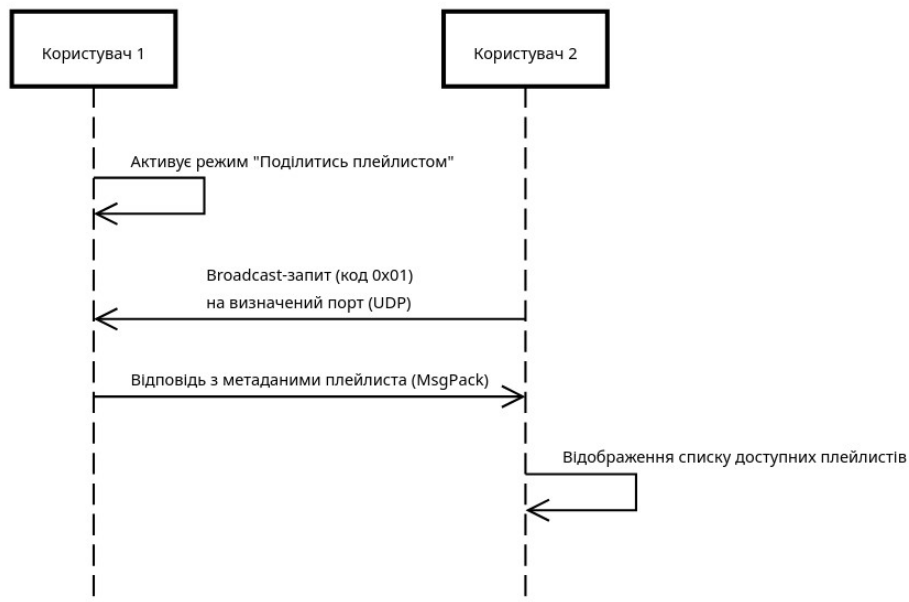 Користувач 1
Користувач 2
Активує режим "Поділитись плейлистом"
Broadcast-запит (код 0x01)
на визначений порт (UDP)
Відповідь з метаданими плейлиста (MsgPack)
Відображення списку доступних плейлистів